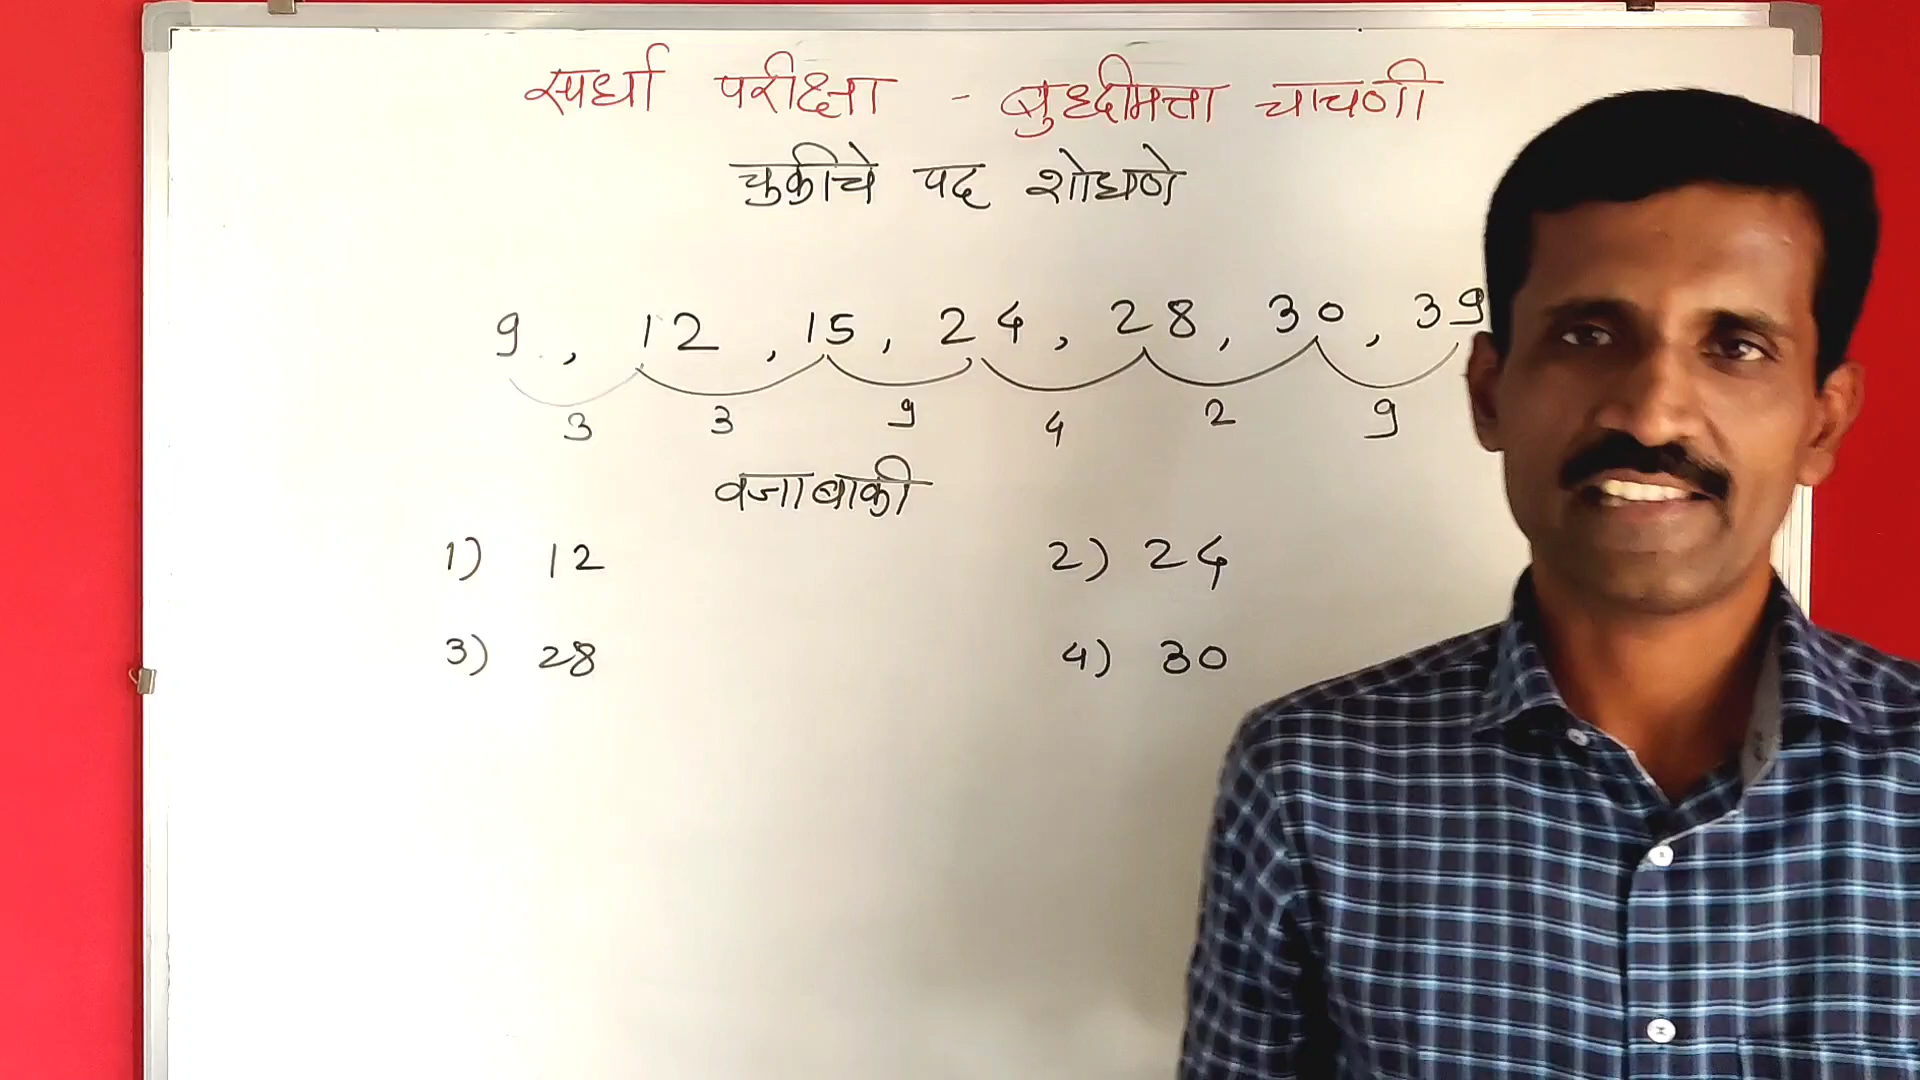 स्पर्धा परीक्षा - बुध्दीमत्ता चाचणी
चुकीचे पद शोधणे
9, 12, 15, 24, 28, 30, 39
3 3 9 4 2 9
वजाबाकी
1) 12 2) 24
3) 28 4) 30